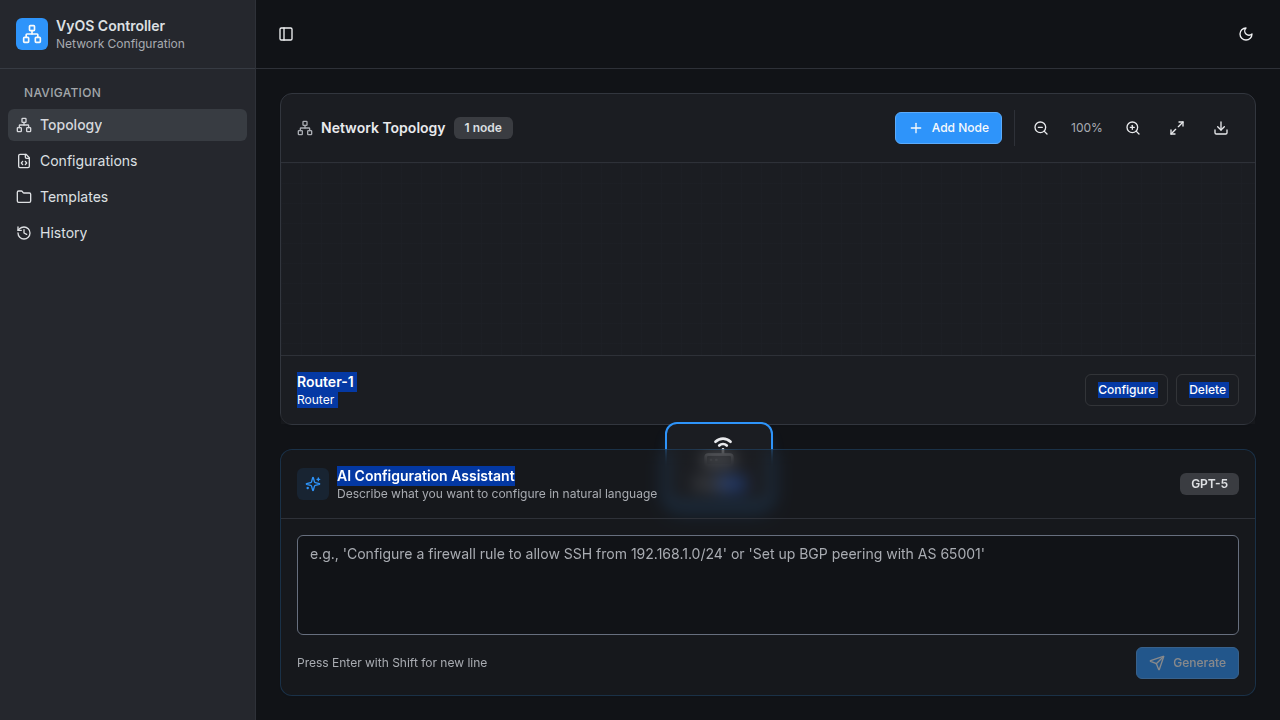 VyOS Controller
Network Configuration
NAVIGATION
Topology
Configurations
Templates
History
Network Topology
1 node
Add Node
100%
Router-1
Router
Configure
Delete
AI Configuration Assistant
Describe what you want to configure in natural language
GPT-5
e.g., 'Configure a firewall rule to allow SSH from 192.168.1.0/24' or 'Set up BGP peering with AS 65001'
Press Enter with Shift for new line
Generate